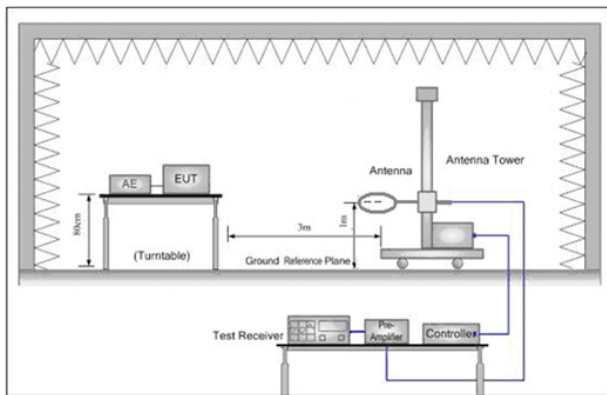 Antenna Tower
Antenna
AE
EUT
80cm
(Turntable)
3m
1m
Ground Reference Plane
Test Receiver
Pre-
Amplifier
Controller